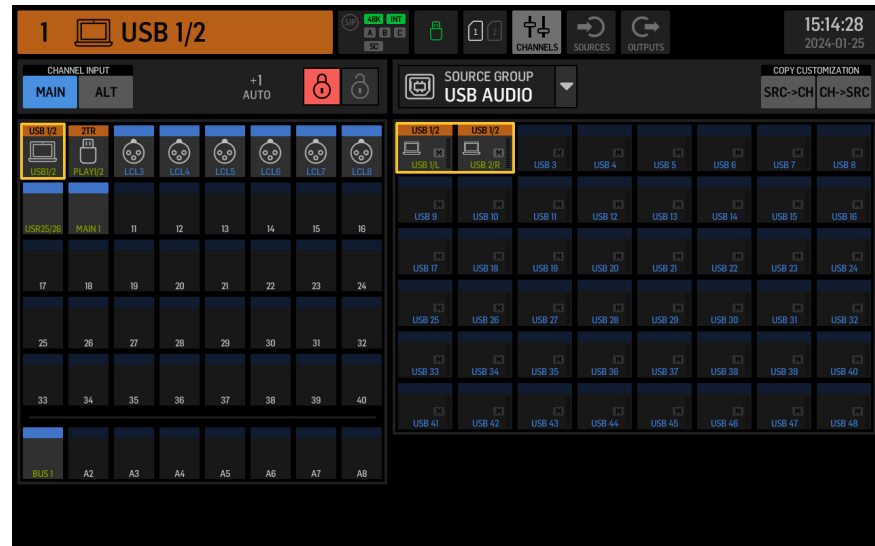 1 USB 1/2
SIP 48K INT
A B C
SC
1 2
CHANNELS SOURCES OUTPUTS
15:14:28
2024-01-25
CHANNEL INPUT
MAIN ALT
+1
AUTO
SOURCE GROUP
USB AUDIO
COPY CUSTOMIZATION
SRC->CH CH->SRC
USB 1/2 2TR
USB1/2 PLAY1/2 LCL3 LCL4 LCL5 LCL6 LCL7 LCL8
USR25/26 MAIN 1 11 12 13 14 15 16
17 18 19 20 21 22 23 24
25 26 27 28 29 30 31 32
33 34 35 36 37 38 39 40
BUS 1 A2 A3 A4 A5 A6 A7 A8
USB 1/2 USB 1/2
M M M M M M M M
USB 1/L USB 2/R USB 3 USB 4 USB 5 USB 6 USB 7 USB 8
M M M M M M M M
USB 9 USB 10 USB 11 USB 12 USB 13 USB 14 USB 15 USB 16
M M M M M M M M
USB 17 USB 18 USB 19 USB 20 USB 21 USB 22 USB 23 USB 24
M M M M M M M M
USB 25 USB 26 USB 27 USB 28 USB 29 USB 30 USB 31 USB 32
M M M M M M M M
USB 33 USB 34 USB 35 USB 36 USB 37 USB 38 USB 39 USB 40
M M M M M M M M
USB 41 USB 42 USB 43 USB 44 USB 45 USB 46 USB 47 USB 48